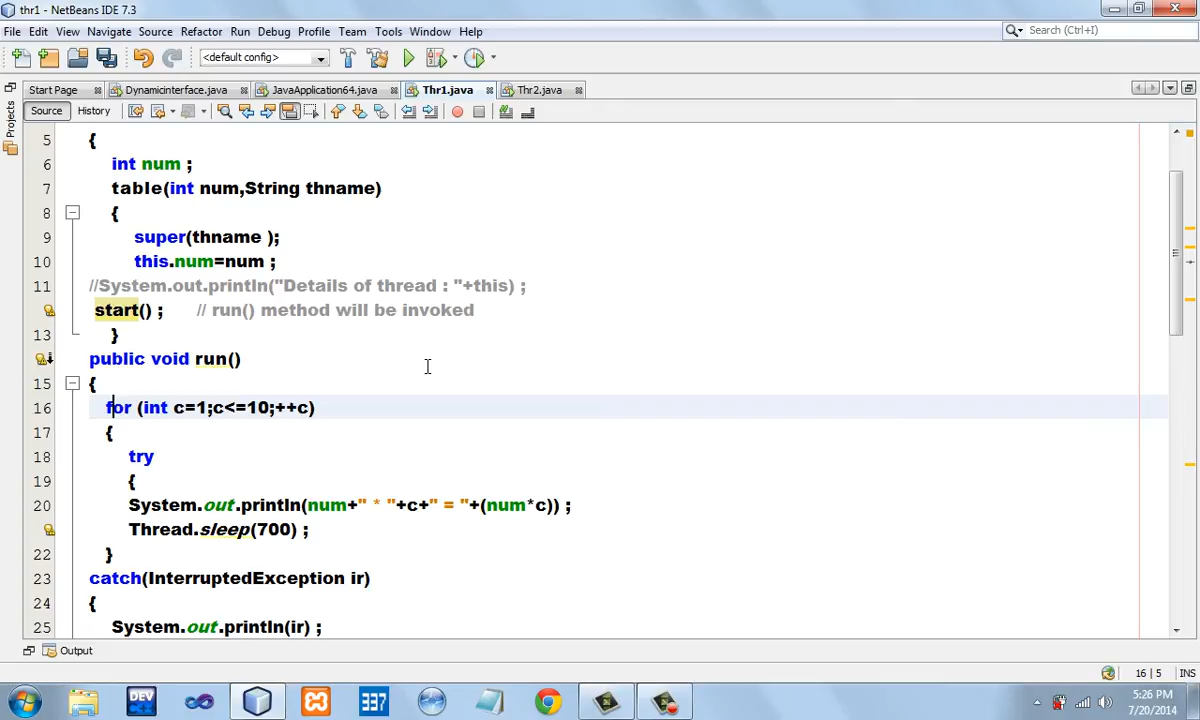 thr1 - NetBeans IDE 7.3
File Edit View Navigate Source Refactor Run Debug Profile Team Tools Window Help
Search (Ctrl+I)
<default config>
Start Page Dynamicinterface.java JavaApplication64.java Thr1.java Thr2.java
Projects
Source History
5 {
6 int num ;
7 table(int num,String thname)
8 {
9 super(thname );
10 this.num=num ;
11 //System.out.println("Details of thread : "+this) ;
start() ; // run() method will be invoked
13 }
public void run()
15 {
16 for (int c=1;c<=10;++c)
17 {
18 try
19 {
20 System.out.println(num+" * "+c+" = "+(num*c)) ;
Thread.sleep(700) ;
22 }
23 catch(InterruptedException ir)
24 {
25 System.out.println(ir) ;
Output
16 | 5 INS
DEV
337
5:26 PM
7/20/2014